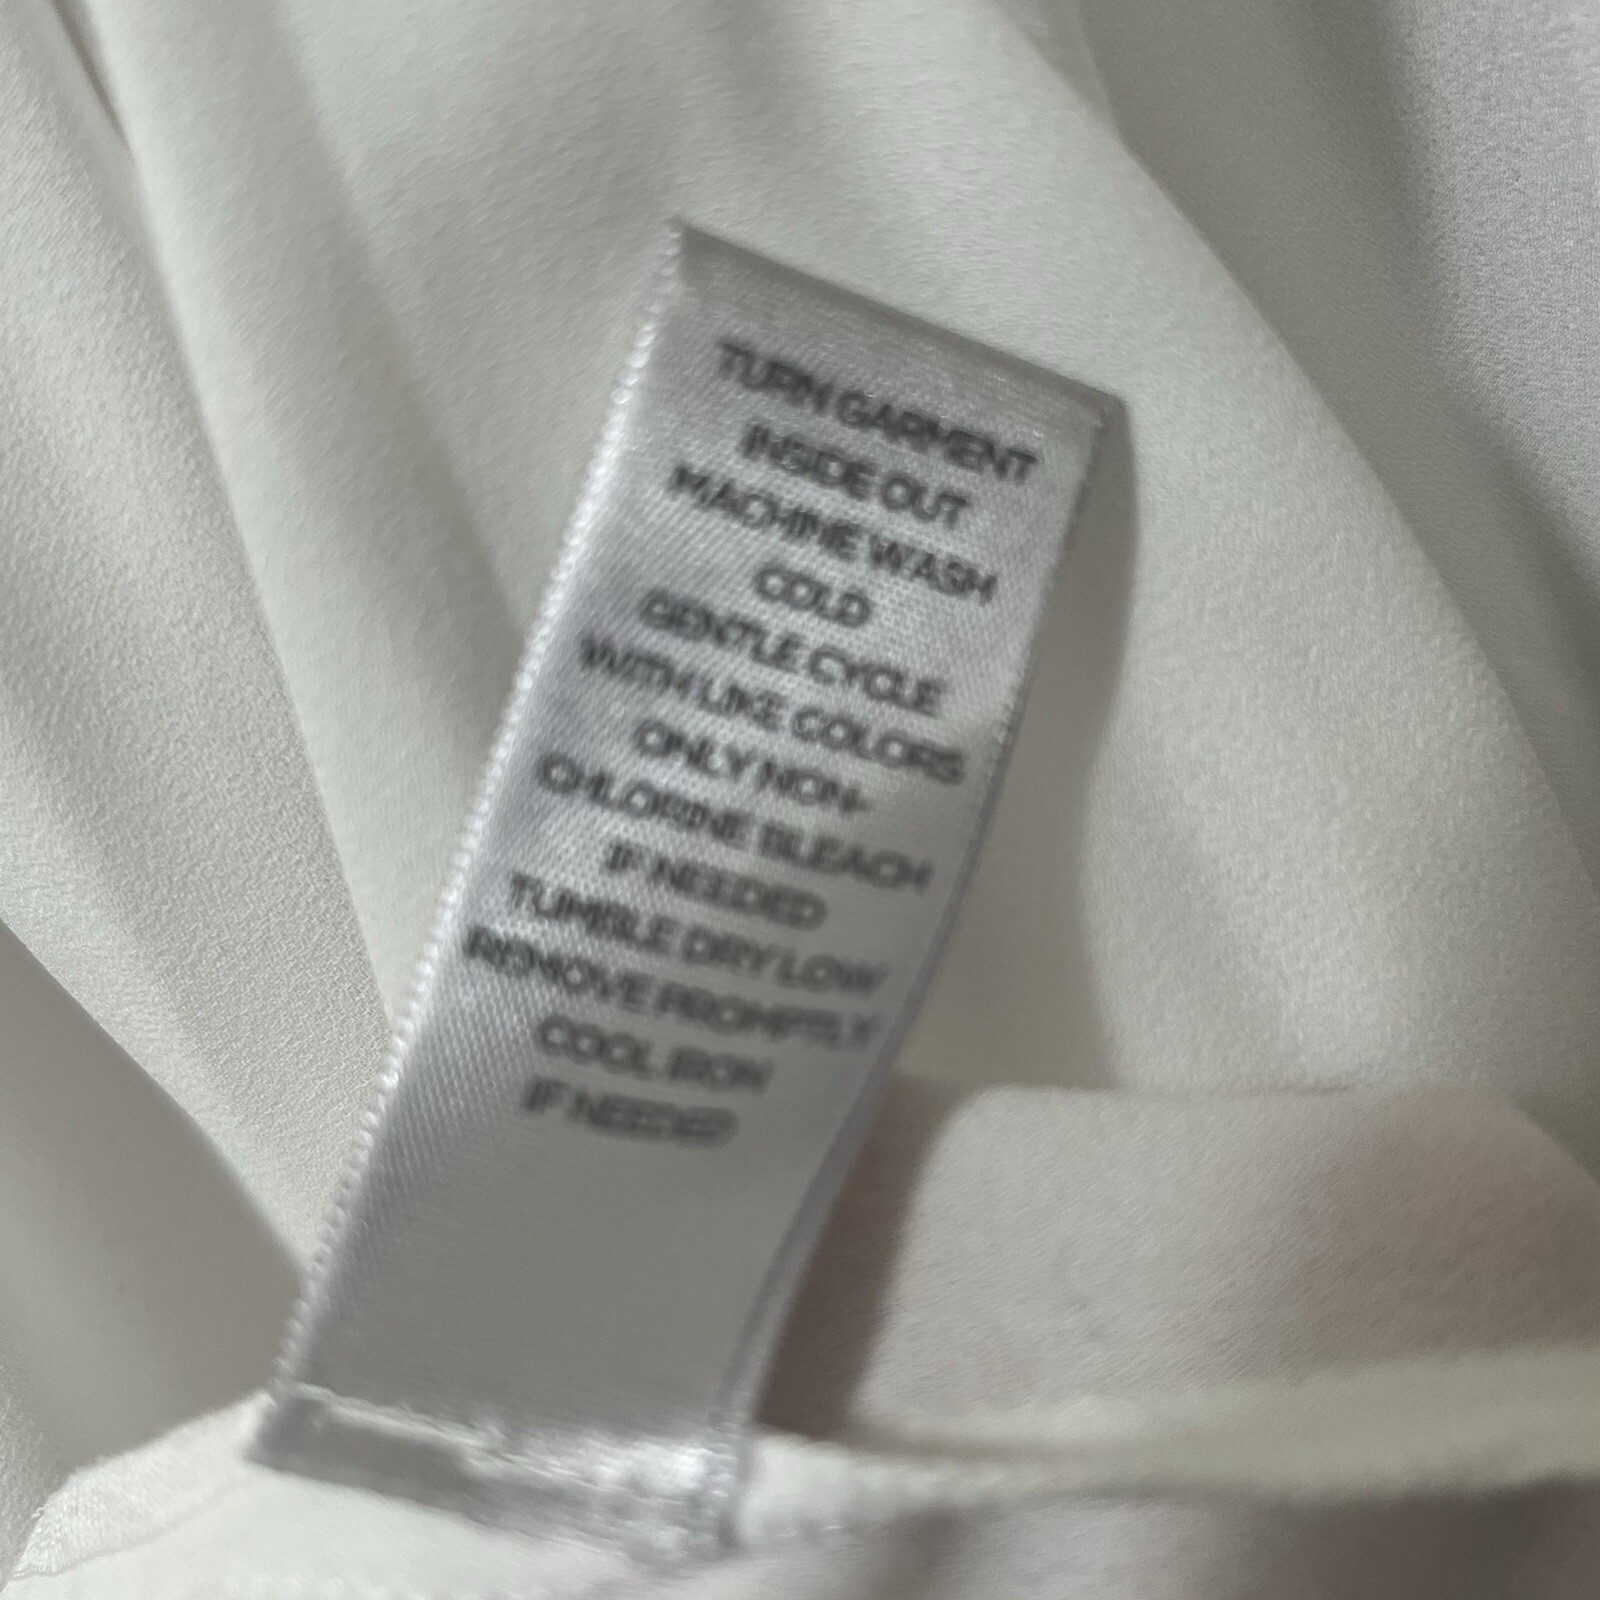 TURN GARMENT
INSIDE OUT
MACHINE WASH
COLD
GENTLE CYCLE
WITH LIKE COLORS
ONLY NON-
CHLORINE BLEACH
IF NEEDED
TUMBLE DRY LOW
REMOVE PROMPTLY
COOL IRON
IF NEEDED